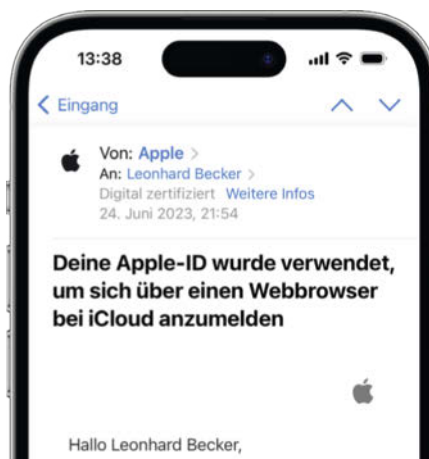 13:38
Eingang
Von: Apple >
An: Leonhard Becker >
Digital zertifiziert Weitere Infos
24. Juni 2023, 21:54
Deine Apple-ID wurde verwendet,
um sich über einen Webbrowser
bei iCloud anzumelden
Hallo Leonhard Becker,